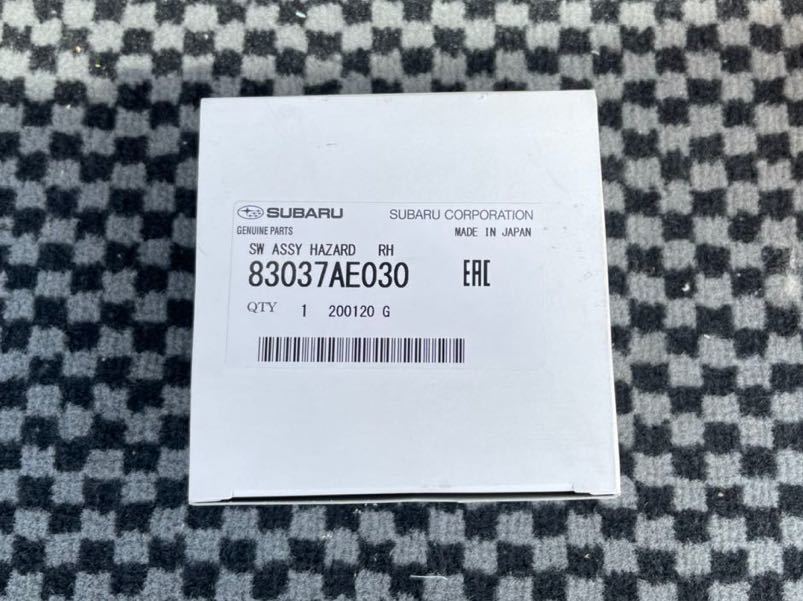 SUBARU SUBARU CORPORATION
GENUINE PARTS MADE IN JAPAN
SW ASSY HAZARD RH
83037AE030 EAC
QTY 1 200120 G